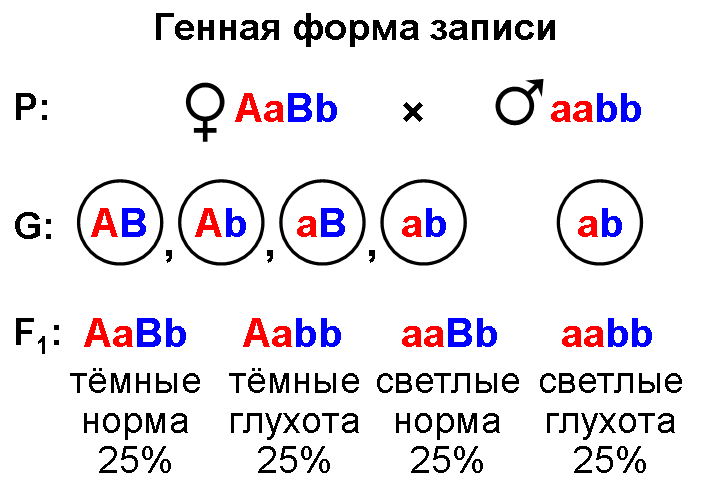 Генная форма записи
P: ♀ AaBb × ♂ aabb
G: AB, Ab, aB, ab ab
F₁: AaBb Aabb aaBb aabb
тёмные тёмные светлые светлые
норма глухота норма глухота
25% 25% 25% 25%